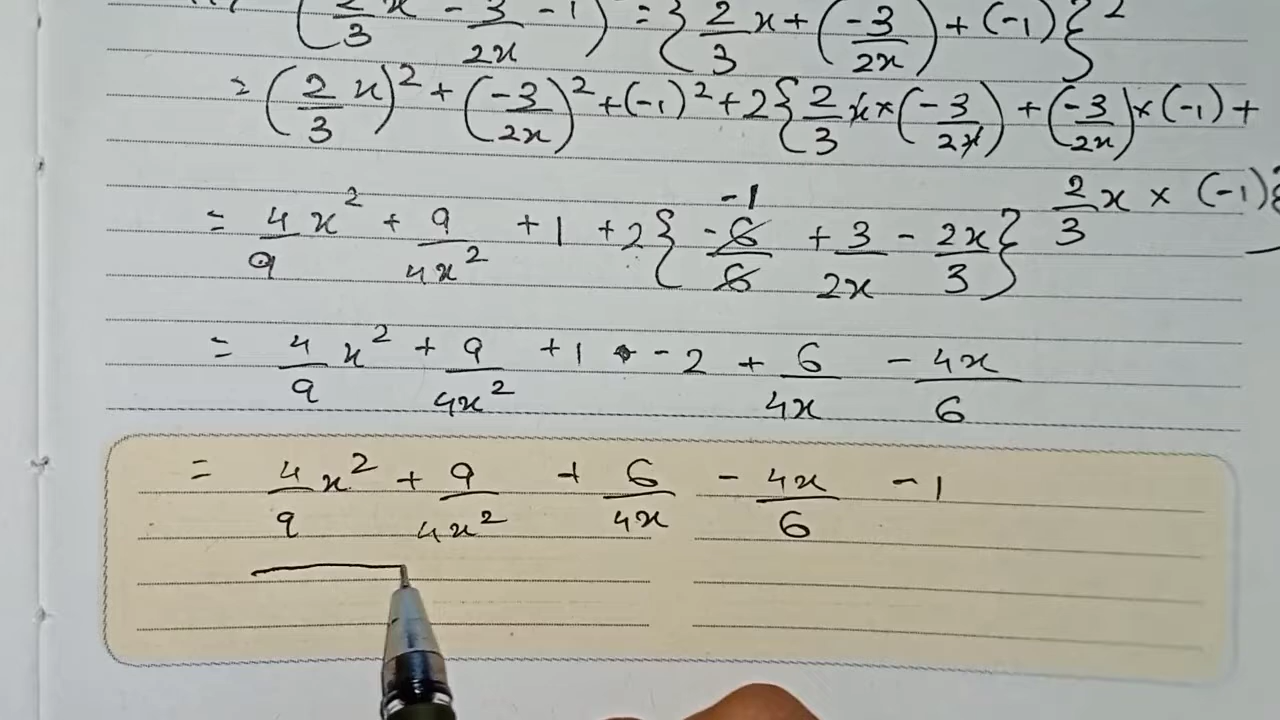 (2/3 x - 3/2x - 1) = {2/3 x + (-3/2x) + (-1)}²
= (2/3 x)² + (-3/2x)² + (-1)² + 2{2/3 x × (-3/2x) + (-3/2x) × (-1) +
2/3 x × (-1)}
= 4/9 x² + 9/4x² + 1 + 2{-6/6 + 3/2x - 2x/3}
-1
= 4/9 x² + 9/4x² + 1 - 2 + 6/4x - 4x/6
= 4/9 x² + 9/4x² + 6/4x - 4x/6 - 1